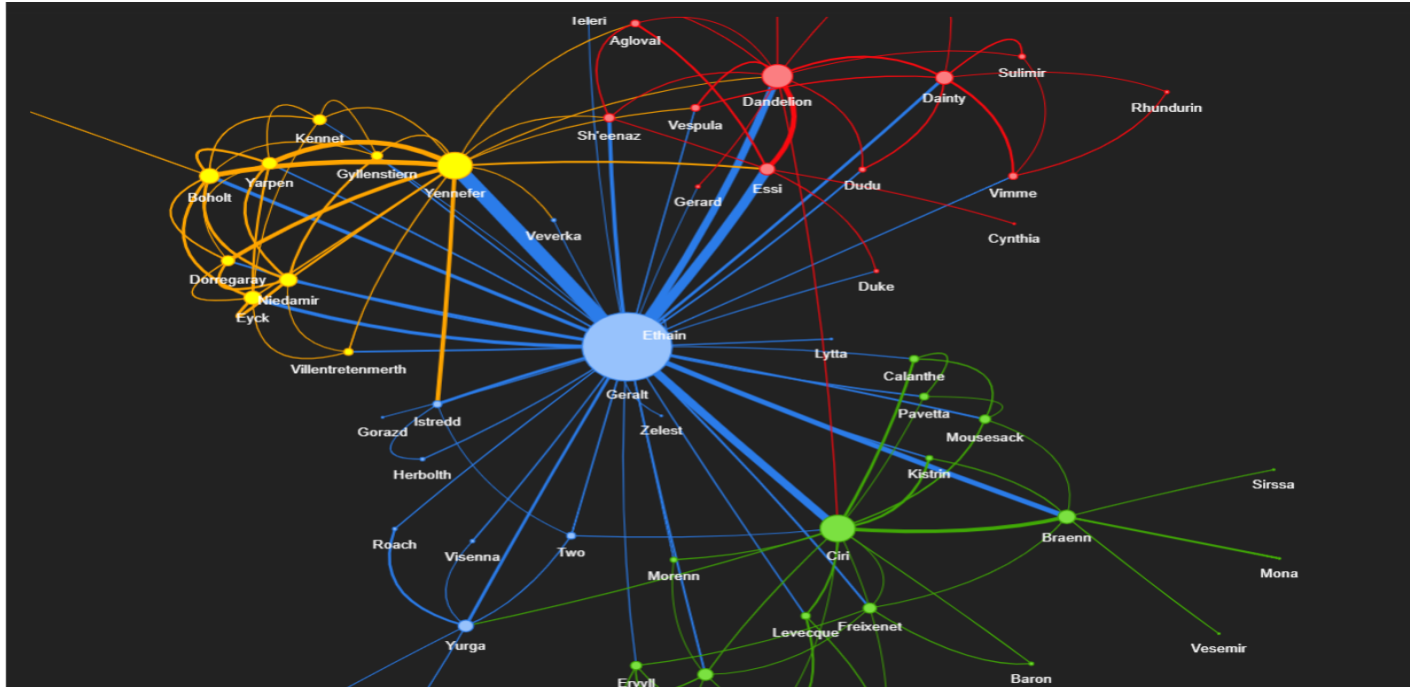 Ieleri
Agloval
Sulimir
Dandelion
Dainty
Rhundurin
Vespula
Sh'eenaz
Kennet
Gyllenstiern
Yarpen
Yennefer
Boholt
Essi
Dudu
Vimme
Gerard
Veverka
Cynthia
Dorregaray
Niedamir
Duke
Eyck
Ethain
Lytta
Villentretenmerth
Calanthe
Geralt
Pavetta
Istredd
Gorazd
Zelest
Mousesack
Herbolth
Kistrin
Sirssa
Roach
Visenna
Two
Ciri
Braenn
Morenn
Mona
Levecque
Freixenet
Yurga
Vesemir
Baron
Ervyll